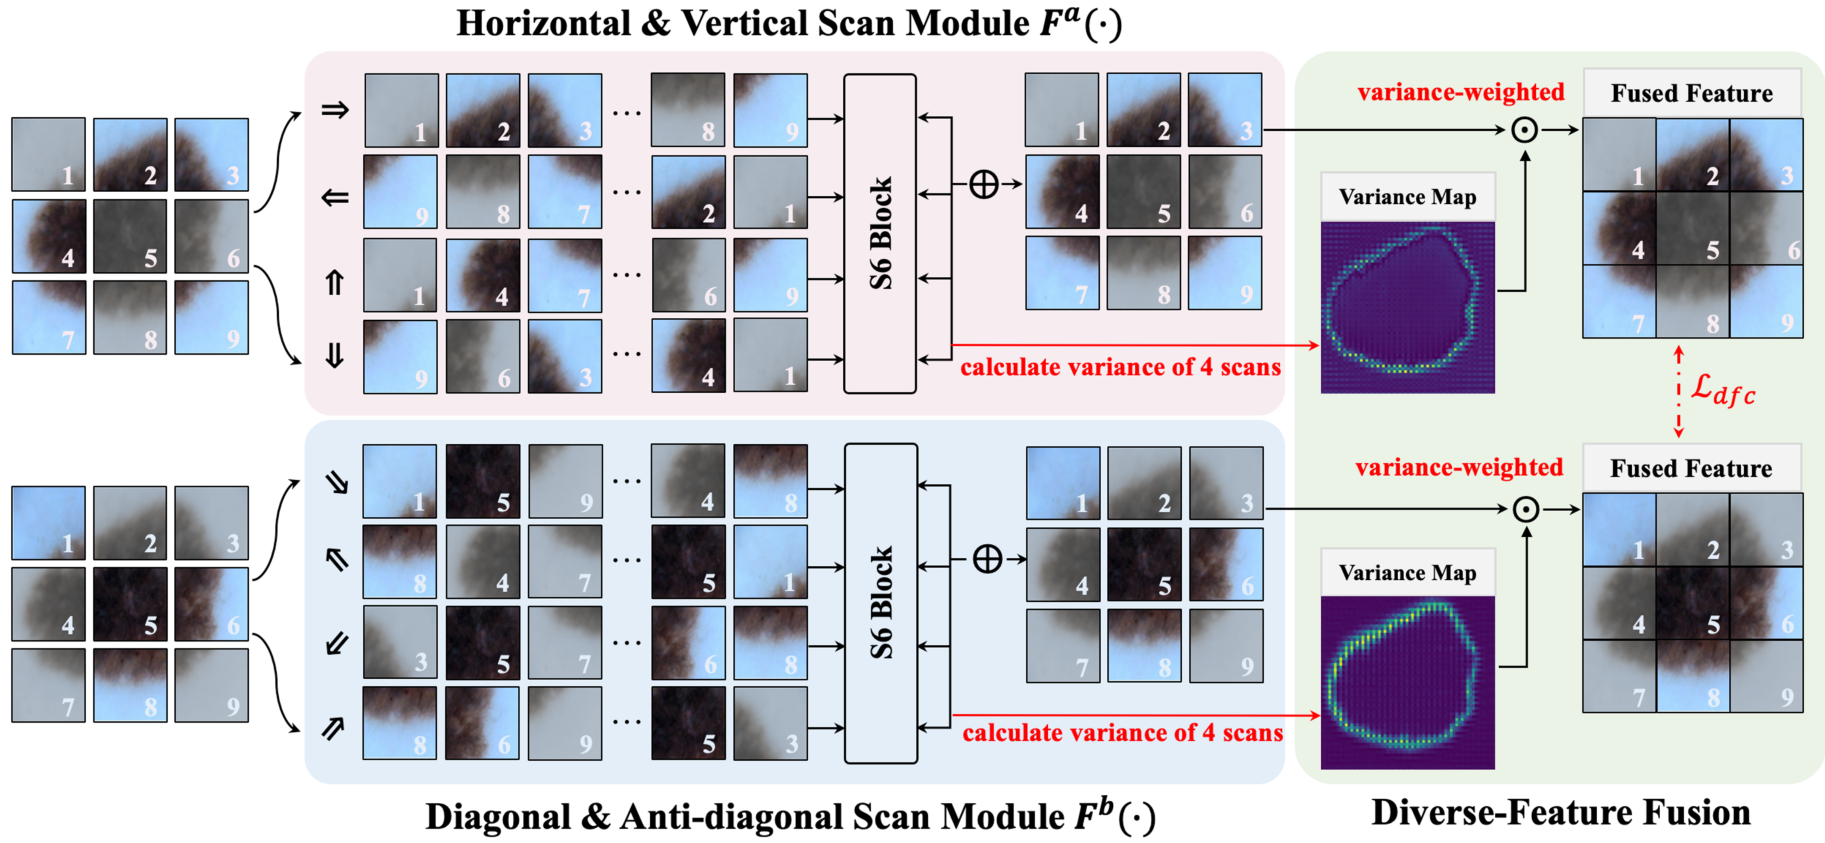 Horizontal & Vertical Scan Module Fᵃ(·)
1 2 3
4 5 6
7 8 9
⇒ 1 2 3 ··· 8 9
⇐ 9 8 7 ··· 2 1
⇑ 1 4 7 ··· 6 9
⇓ 9 6 3 ··· 4 1
S6 Block
⊕
1 2 3
4 5 6
7 8 9
calculate variance of 4 scans
variance-weighted
⊙
Variance Map
Fused Feature
1 2 3
4 5 6
7 8 9
ℒdfc
1 2 3
4 5 6
7 8 9
⇘ 1 5 9 ··· 4 8
⇖ 8 4 7 ··· 5 1
⇙ 3 5 7 ··· 6 8
⇗ 8 6 9 ··· 5 3
S6 Block
⊕
1 2 3
4 5 6
7 8 9
calculate variance of 4 scans
variance-weighted
⊙
Variance Map
Fused Feature
1 2 3
4 5 6
7 8 9
Diagonal & Anti-diagonal Scan Module Fᵇ(·)
Diverse-Feature Fusion